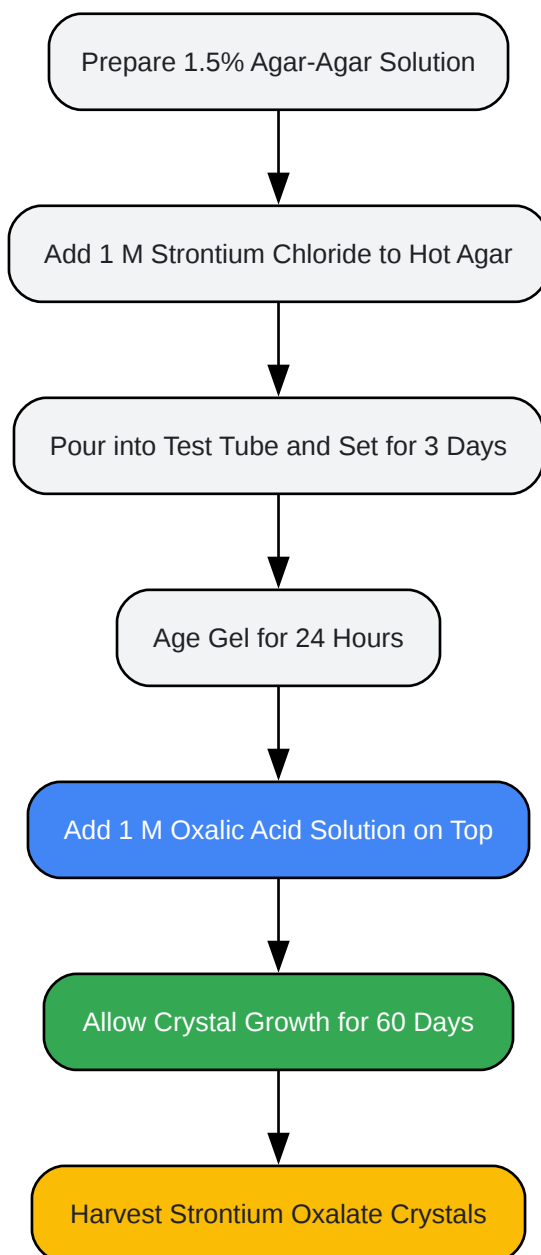 Prepare 1.5% Agar-Agar Solution
Add 1 M Strontium Chloride to Hot Agar
Pour into Test Tube and Set for 3 Days
Age Gel for 24 Hours
Add 1 M Oxalic Acid Solution on Top
Allow Crystal Growth for 60 Days
Harvest Strontium Oxalate Crystals